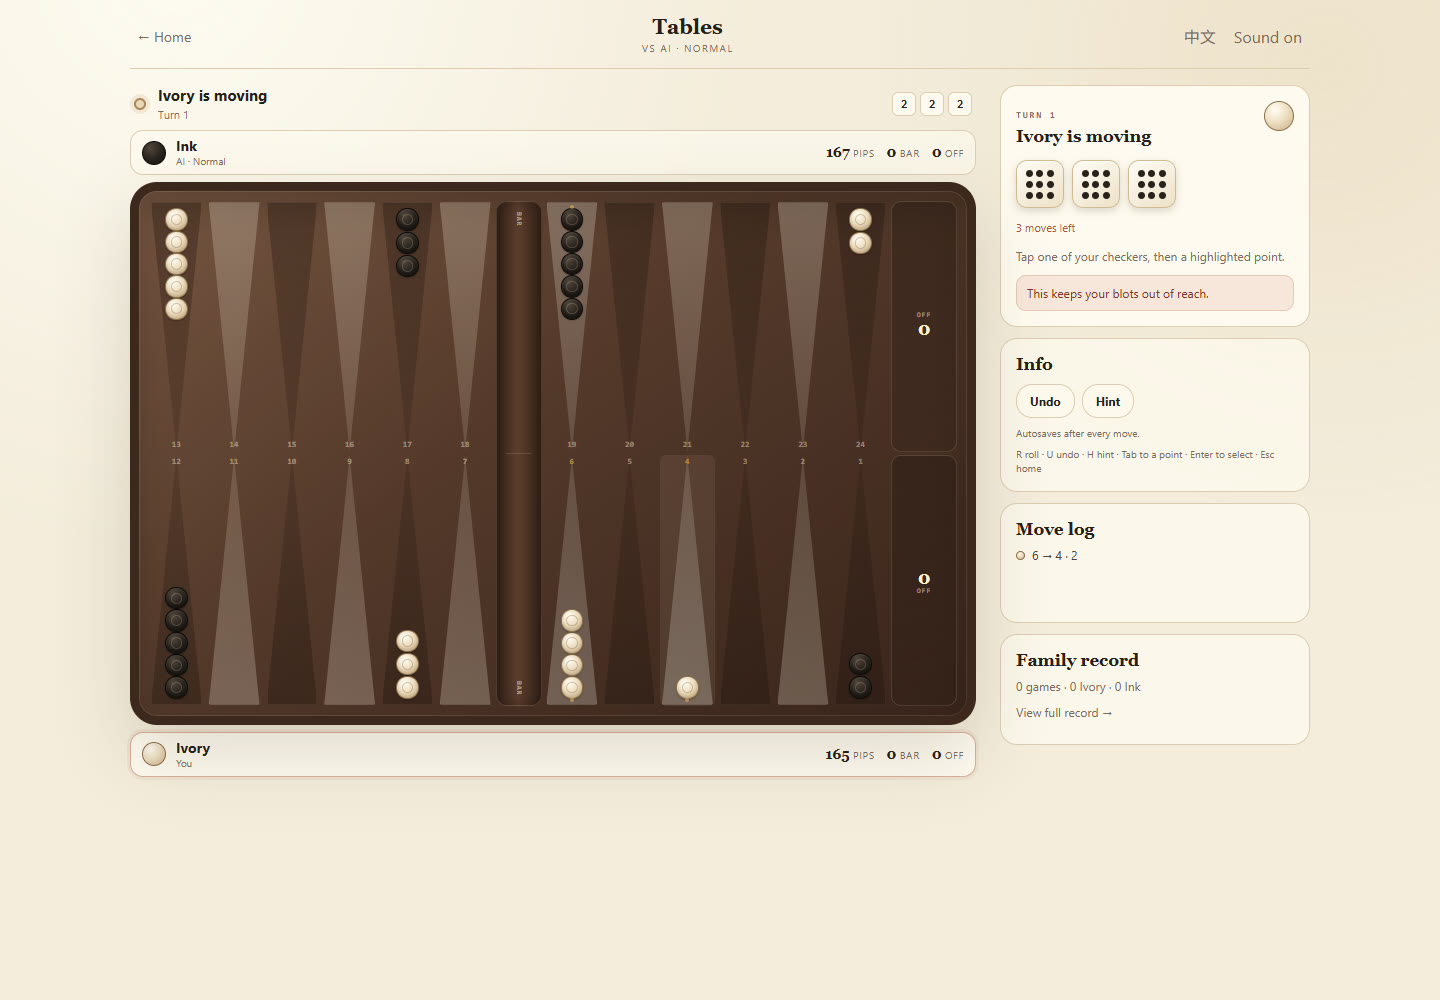 ← Home
Tables
VS AI · NORMAL
中文
Sound on
Ivory is moving
Turn 1
2 2 2
Ink
AI · Normal
167 PIPS 0 BAR 0 OFF
BAR
13 14 15 16 17 18 19 20 21 22 23 24
12 11 10 9 8 7 6 5 4 3 2 1
BAR
OFF
0
0
OFF
Ivory
You
165 PIPS 0 BAR 0 OFF
TURN 1
Ivory is moving
3 moves left
Tap one of your checkers, then a highlighted point.
This keeps your blots out of reach.
Info
Undo
Hint
Autosaves after every move.
R roll · U undo · H hint · Tab to a point · Enter to select · Esc
home
Move log
6 → 4 · 2
Family record
0 games · 0 Ivory · 0 Ink
View full record →